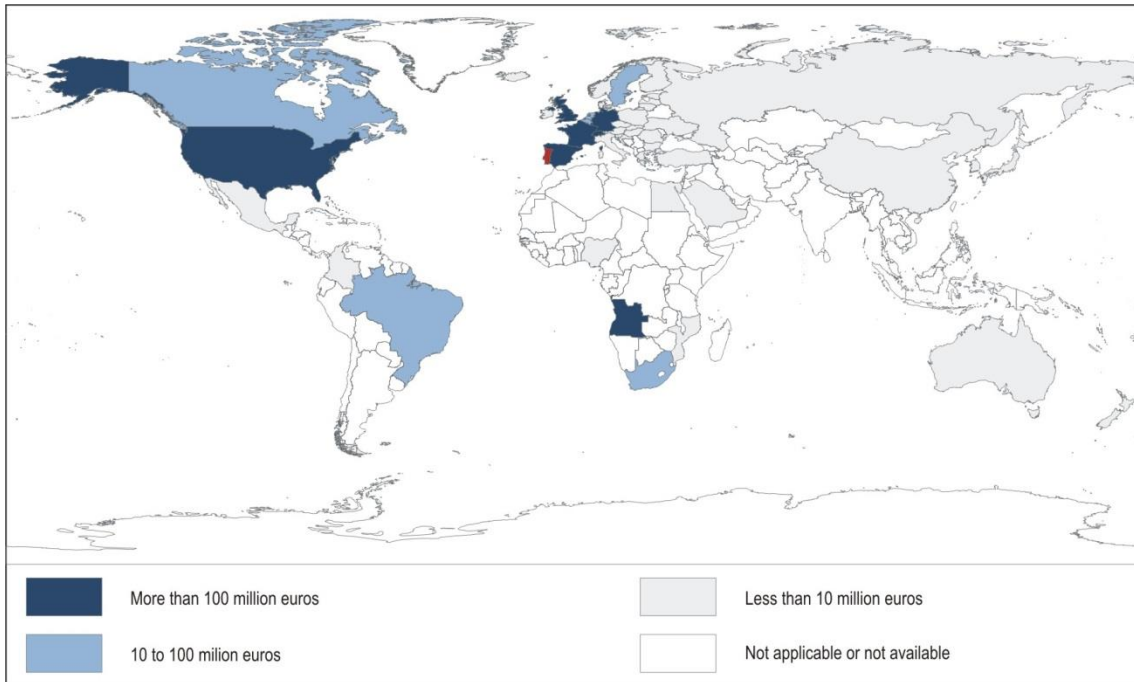 More than 100 million euros
Less than 10 million euros
10 to 100 milion euros
Not applicable or not available